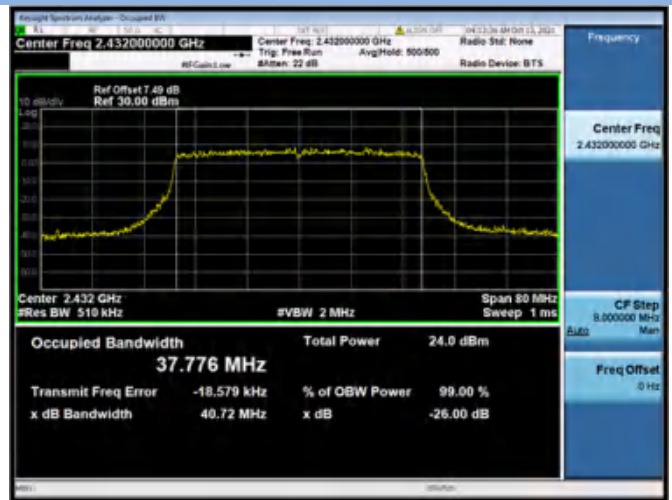 Keysight Spectrum Analyzer - Occupied BW
Center Freq 2.432000000 GHz
Center Freq: 2.432000000 GHz
Radio Std: None
Trig: Free Run
Avg|Hold: 500/500
#IFGain:Low
#Atten: 22 dB
Radio Device: BTS
Frequency
Ref Offset 7.49 dB
10 dB/div
Ref 30.00 dBm
Log
Center Freq
2.432000000 GHz
Center 2.432 GHz
Span 80 MHz
#Res BW 510 kHz
#VBW 2 MHz
Sweep 1 ms
CF Step
8.000000 MHz
Auto
Man
Occupied Bandwidth
Total Power
24.0 dBm
37.776 MHz
Freq Offset
0 Hz
Transmit Freq Error
-18.579 kHz
% of OBW Power
99.00 %
x dB Bandwidth
40.72 MHz
x dB
-26.00 dB